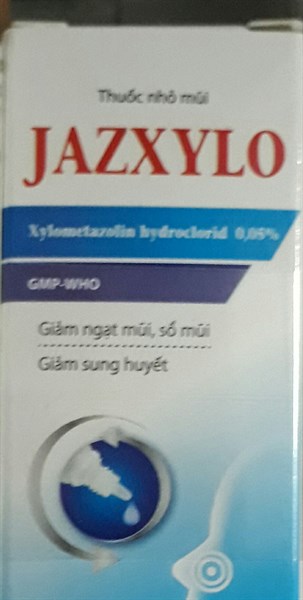 Thuốc nhỏ mũi
JAZXYLO
Xylometazolin hydroclorid 0,05%
GMP-WHO
Giảm ngạt mũi, sổ mũi
Giảm sung huyết